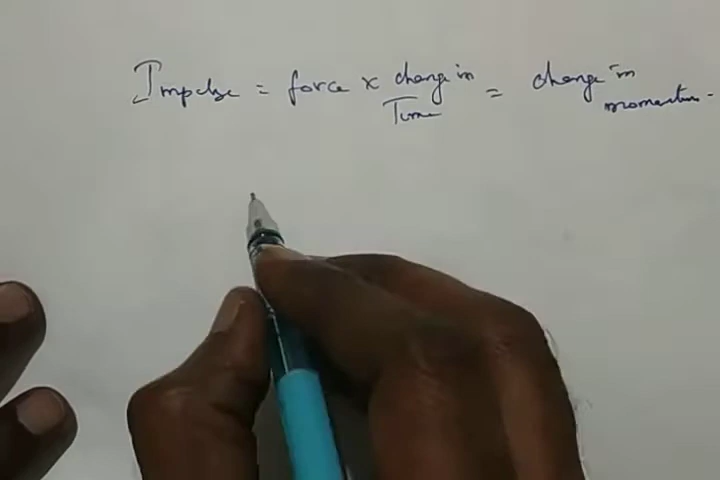 Impulse = force x change in Time = change in momentum.